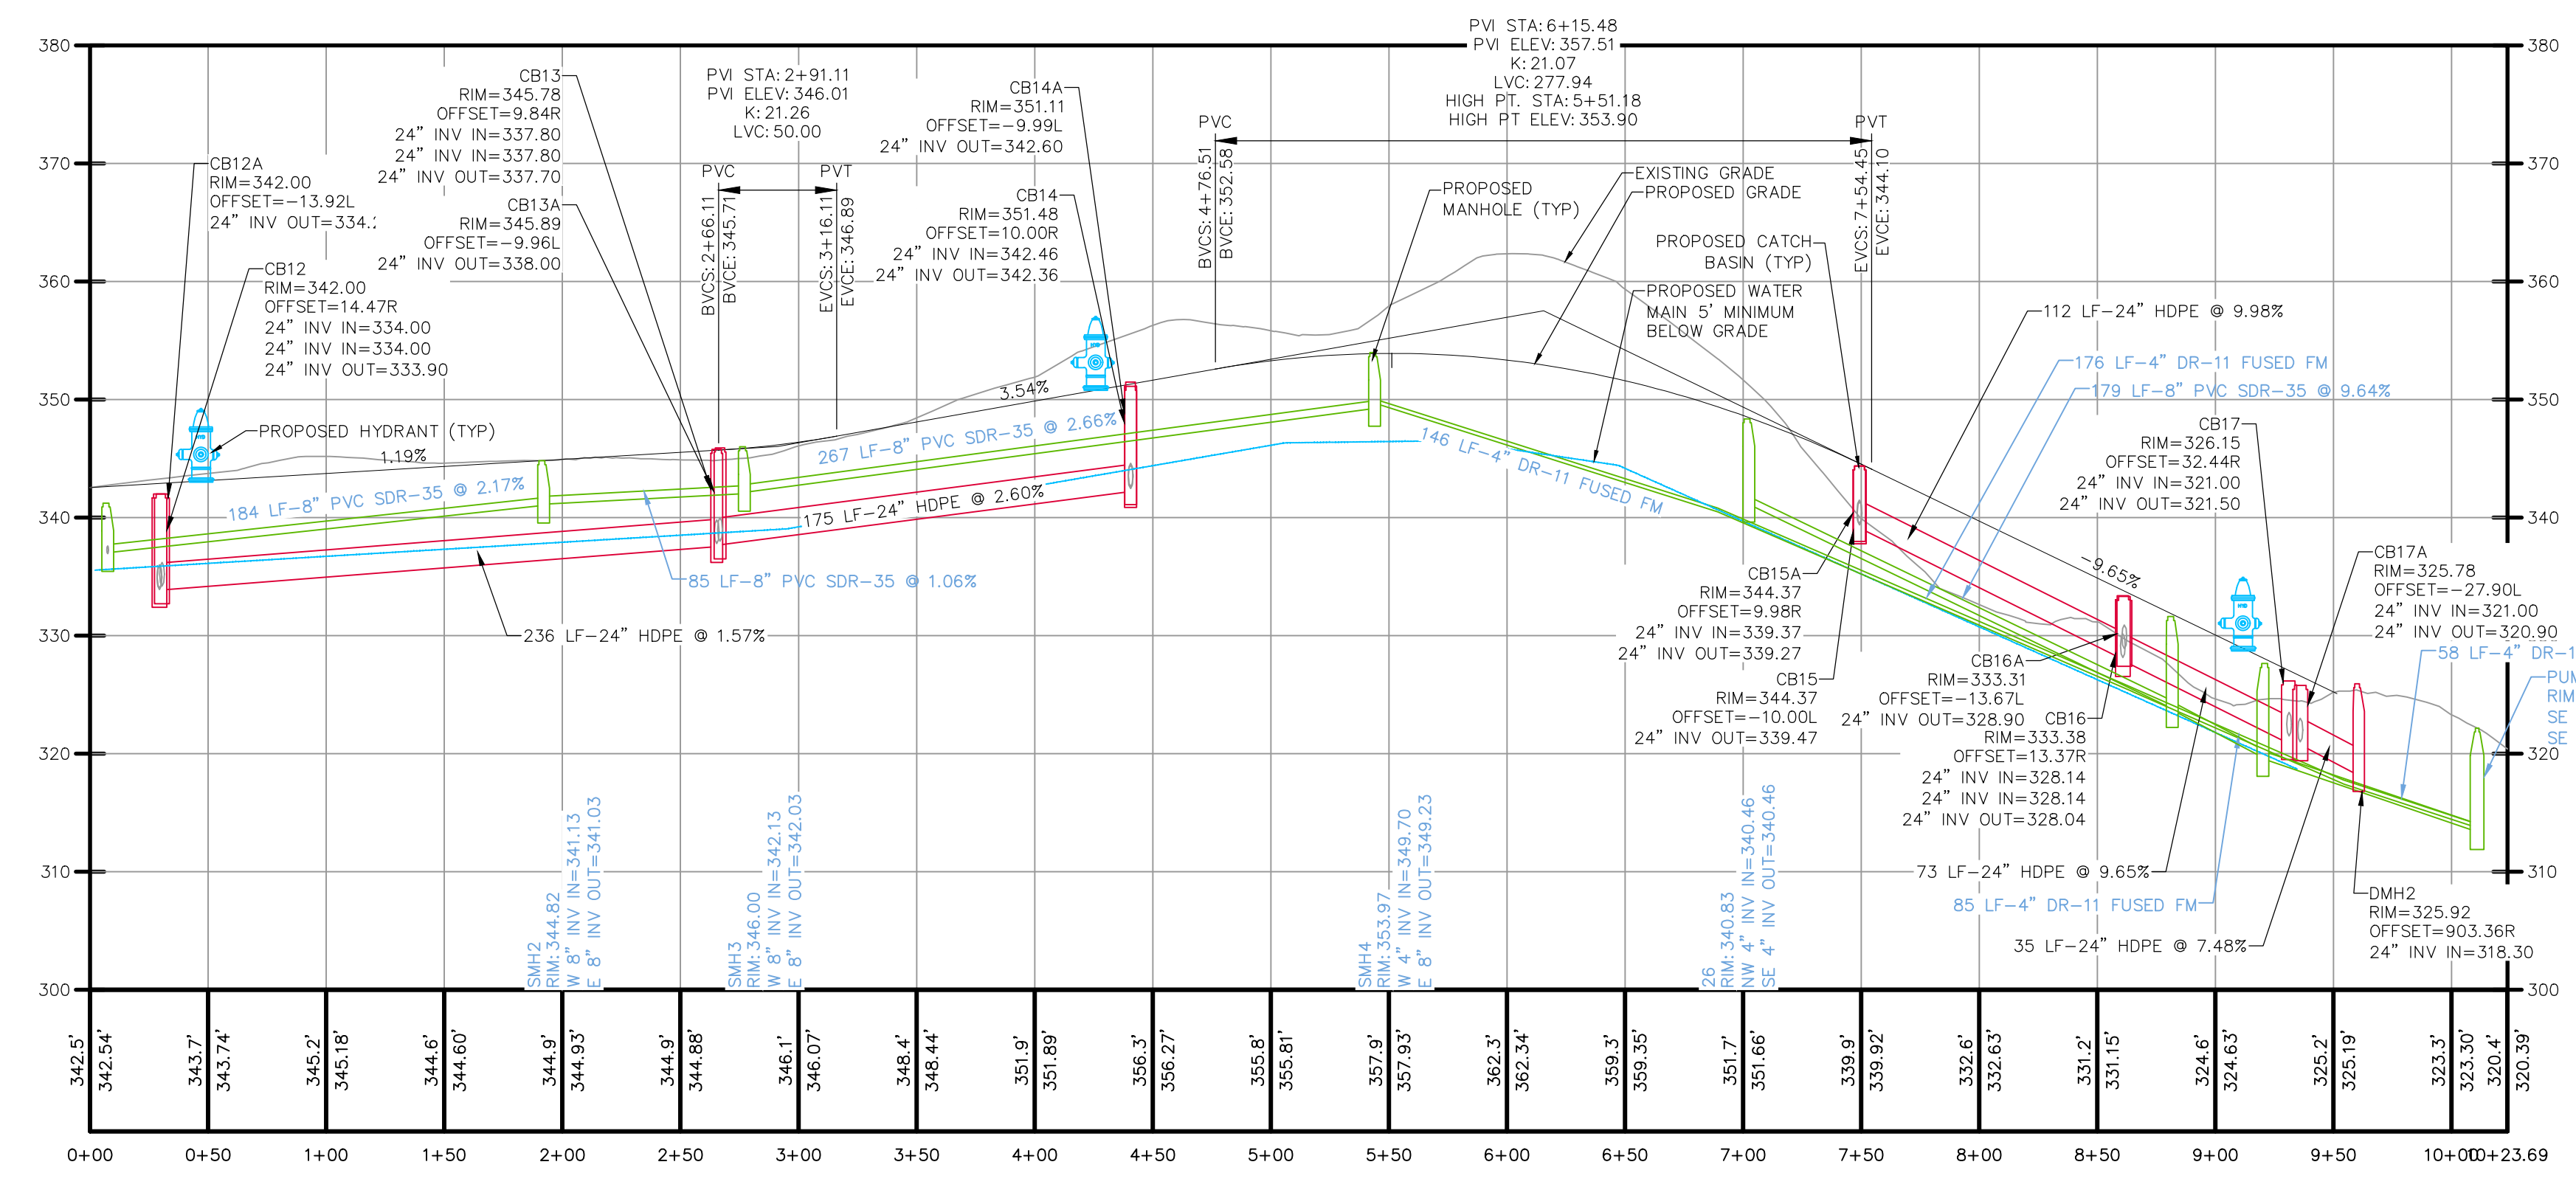 PVI STA: 6+15.48
PVI ELEV: 357.51
K: 21.07
LVC: 277.94
HIGH PT. STA: 5+51.18
HIGH PT ELEV: 353.90
PVC
PVT
BVCS: 4+76.51
BVCE: 352.58
EVCS: 7+54.45
EVCE: 344.10
PVI STA: 2+91.11
PVI ELEV: 346.01
K: 21.26
LVC: 50.00
PVC
PVT
BVCS: 2+66.11
BVCE: 345.71
EVCS: 3+16.11
EVCE: 346.89
380
370
360
350
340
330
320
310
300
380
370
360
350
340
320
310
300
CB12A
RIM=342.00
OFFSET=-13.92L
24" INV OUT=334.
CB12
RIM=342.00
OFFSET=14.47R
24" INV IN=334.00
24" INV IN=334.00
24" INV OUT=333.90
CB13
RIM=345.78
OFFSET=9.84R
24" INV IN=337.80
24" INV IN=337.80
24" INV OUT=337.70
CB13A
RIM=345.89
OFFSET=-9.96L
24" INV OUT=338.00
CB14A
RIM=351.11
OFFSET=-9.99L
24" INV OUT=342.60
CB14
RIM=351.48
OFFSET=10.00R
24" INV IN=342.46
24" INV OUT=342.36
PROPOSED
MANHOLE (TYP)
EXISTING GRADE
PROPOSED GRADE
PROPOSED CATCH
BASIN (TYP)
PROPOSED WATER
MAIN 5' MINIMUM
BELOW GRADE
PROPOSED HYDRANT (TYP)
1.19%
3.54%
-9.65%
184 LF-8" PVC SDR-35 @ 2.17%
267 LF-8" PVC SDR-35 @ 2.66%
175 LF-24" HDPE @ 2.60%
85 LF-8" PVC SDR-35 @ 1.06%
236 LF-24" HDPE @ 1.57%
146 LF-4" DR-11 FUSED FM
112 LF-24" HDPE @ 9.98%
176 LF-4" DR-11 FUSED FM
179 LF-8" PVC SDR-35 @ 9.64%
CB17
RIM=326.15
OFFSET=32.44R
24" INV IN=321.00
24" INV OUT=321.50
CB17A
RIM=325.78
OFFSET=-27.90L
24" INV IN=321.00
24" INV OUT=320.90
58 LF-4" DR-1
PUM
RIM
SE
SE
CB15A
RIM=344.37
OFFSET=9.98R
24" INV IN=339.37
24" INV OUT=339.27
CB15
RIM=344.37
OFFSET=-10.00L
24" INV OUT=339.47
CB16A
RIM=333.31
OFFSET=-13.67L
24" INV OUT=328.90
CB16
RIM=333.38
OFFSET=13.37R
24" INV IN=328.14
24" INV IN=328.14
24" INV OUT=328.04
73 LF-24" HDPE @ 9.65%
85 LF-4" DR-11 FUSED FM
35 LF-24" HDPE @ 7.48%
DMH2
RIM=325.92
OFFSET=903.36R
24" INV IN=318.30
SMH2
RIM: 344.82
W 8" INV IN=341.13
E 8" INV OUT=341.03
SMH3
RIM: 346.00
W 8" INV IN=342.13
E 8" INV OUT=342.03
SMH4
RIM: 353.97
W 4" INV IN=349.70
E 8" INV OUT=349.23
26
RIM: 340.83
NW 4" INV IN=340.46
SE 4" INV OUT=340.46
342.5'
342.54'
343.7'
343.74'
345.2'
345.18'
344.6'
344.60'
344.9'
344.93'
344.9'
344.88'
346.1'
346.07'
348.4'
348.44'
351.9'
351.89'
356.3'
356.27'
355.8'
355.81'
357.9'
357.93'
362.3'
362.34'
359.3'
359.35'
351.7'
351.66'
339.9'
339.92'
332.6'
332.63'
331.2'
331.15'
324.6'
324.63'
325.2'
325.19'
323.3'
323.30'
320.4'
320.39'
0+00
0+50
1+00
1+50
2+00
2+50
3+00
3+50
4+00
4+50
5+00
5+50
6+00
6+50
7+00
7+50
8+00
8+50
9+00
9+50
10+00
10+23.69